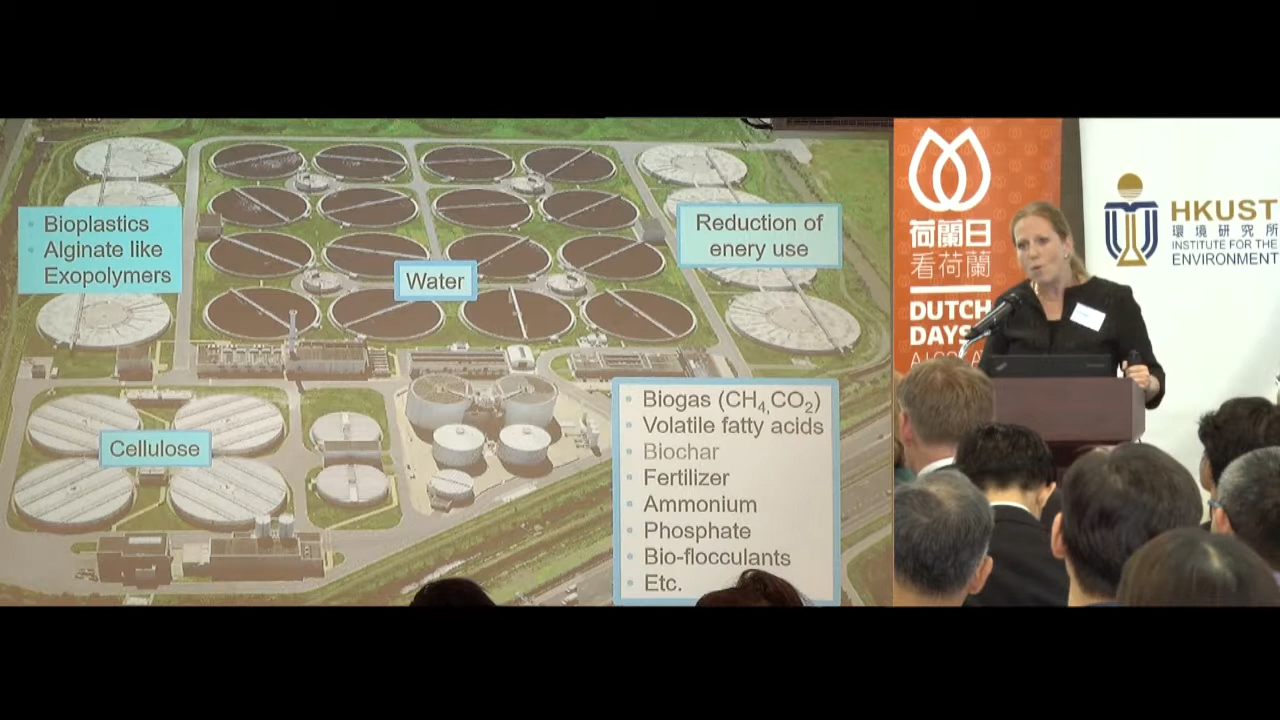 Bioplastics
Alginate like
Exopolymers
Water
Reduction of
enery use
Cellulose
Biogas (CH4,CO2)
Volatile fatty acids
Biochar
Fertilizer
Ammonium
Phosphate
Bio-flocculants
Etc.
荷蘭日
看荷蘭
DUTCH
DAYS
HKUST
環境研究所
INSTITUTE FOR THE
ENVIRONMENT